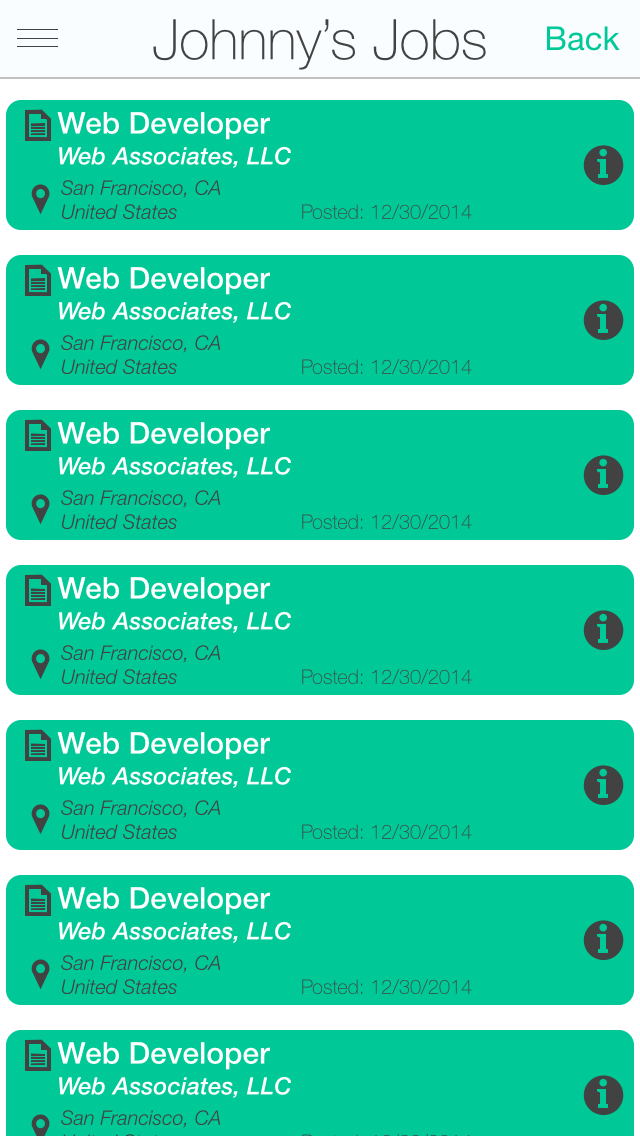 Johnny's Jobs Back
Web Developer
Web Associates, LLC
San Francisco, CA
United States Posted: 12/30/2014
Web Developer
Web Associates, LLC
San Francisco, CA
United States Posted: 12/30/2014
Web Developer
Web Associates, LLC
San Francisco, CA
United States Posted: 12/30/2014
Web Developer
Web Associates, LLC
San Francisco, CA
United States Posted: 12/30/2014
Web Developer
Web Associates, LLC
San Francisco, CA
United States Posted: 12/30/2014
Web Developer
Web Associates, LLC
San Francisco, CA
United States Posted: 12/30/2014
Web Developer
Web Associates, LLC
San Francisco, CA